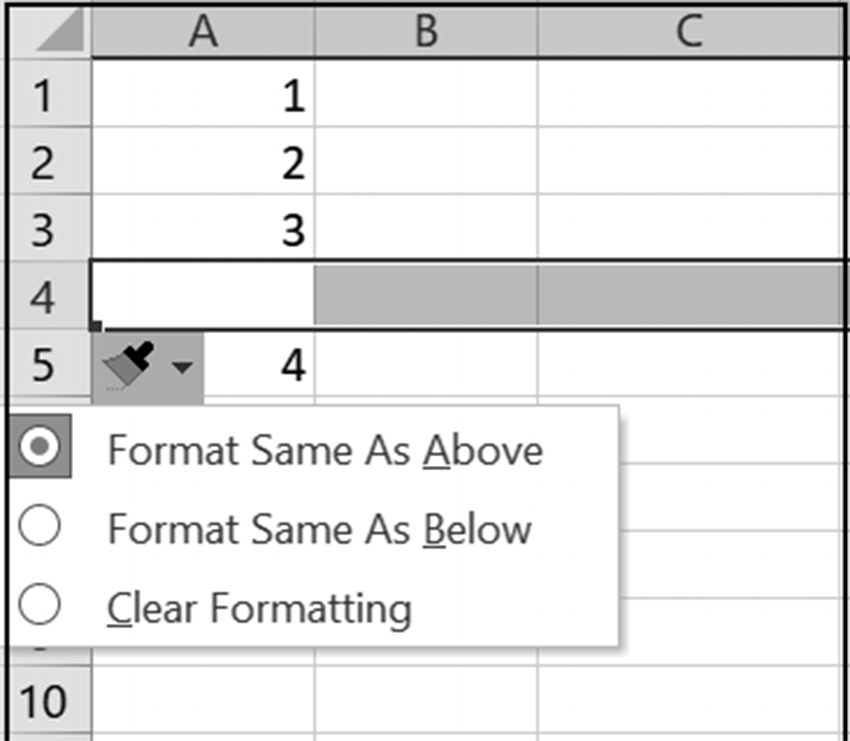 A B C
1 1
2 2
3 3
4
5 4
Format Same As Above
Format Same As Below
Clear Formatting
10